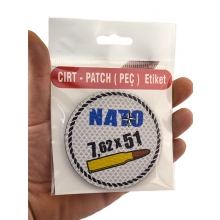 CIRT - PATCH ( PEÇ ) Etiket
NATO
7,62 x 51